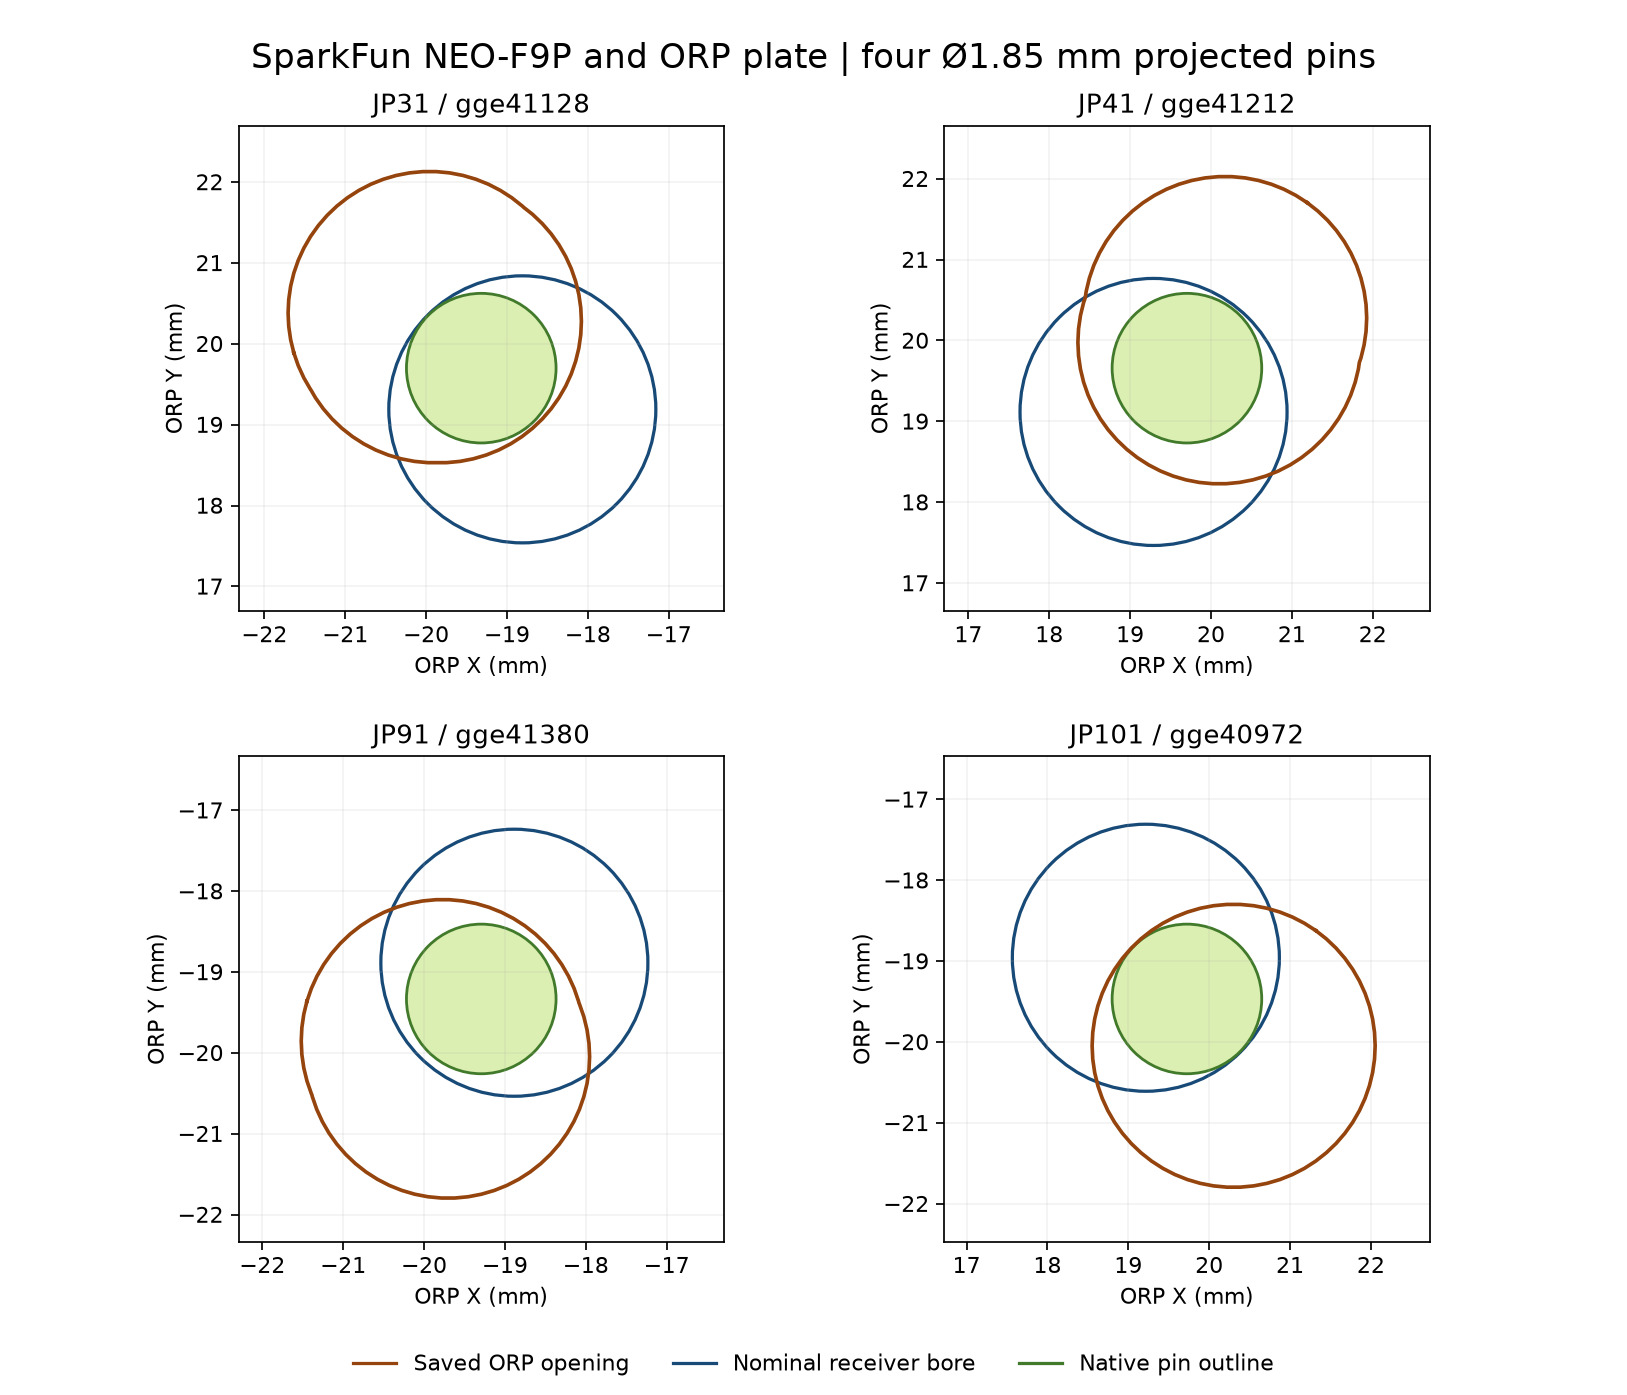 SparkFun NEO-F9P and ORP plate | four Ø1.85 mm projected pins
JP31 / gge41128
22
21
20
19
18
17
ORP Y (mm)
−22 −21 −20 −19 −18 −17
ORP X (mm)
JP41 / gge41212
22
21
20
19
18
17
ORP Y (mm)
17 18 19 20 21 22
ORP X (mm)
JP91 / gge41380
−17
−18
−19
−20
−21
−22
ORP Y (mm)
−22 −21 −20 −19 −18 −17
ORP X (mm)
JP101 / gge40972
−17
−18
−19
−20
−21
−22
ORP Y (mm)
17 18 19 20 21 22
ORP X (mm)
Saved ORP opening Nominal receiver bore Native pin outline